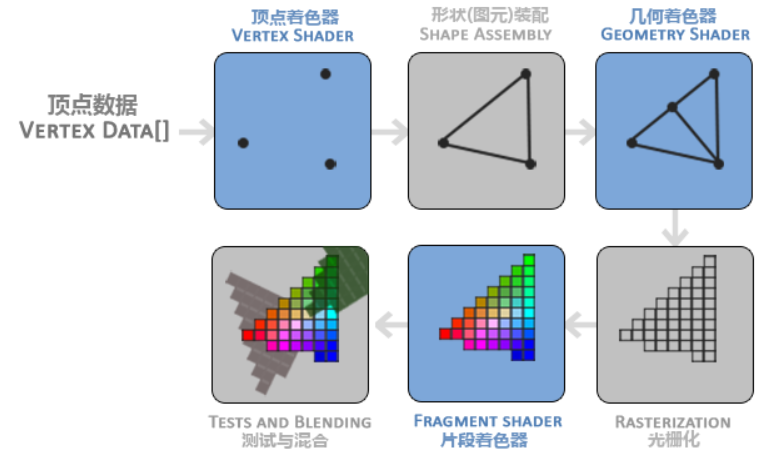 顶点着色器
VERTEX SHADER
形状(图元)装配
SHAPE ASSEMBLY
几何着色器
GEOMETRY SHADER
顶点数据
VERTEX DATA[]
TESTS AND BLENDING
测试与混合
FRAGMENT SHADER
片段着色器
RASTERIZATION
光栅化